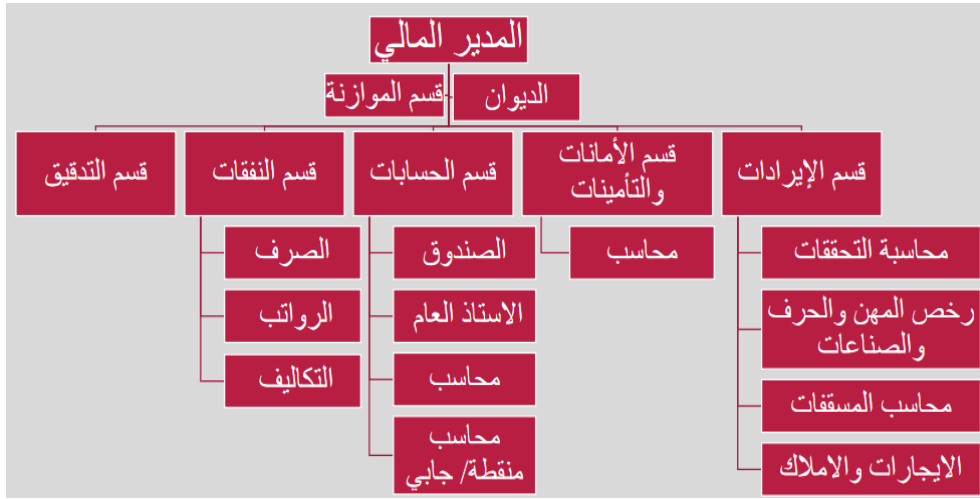 المدير المالي
الديوان
قسم الموازنة
قسم الإيرادات
قسم الأمانات
والتأمينات
قسم الحسابات
قسم النفقات
قسم التدقيق
محاسبة التحققات
رخص المهن والحرف
والصناعات
محاسب المسقفات
الايجارات والاملاك
محاسب
الصندوق
الاستاذ العام
محاسب
محاسب
منقطة/ جابي
الصرف
الرواتب
التكاليف